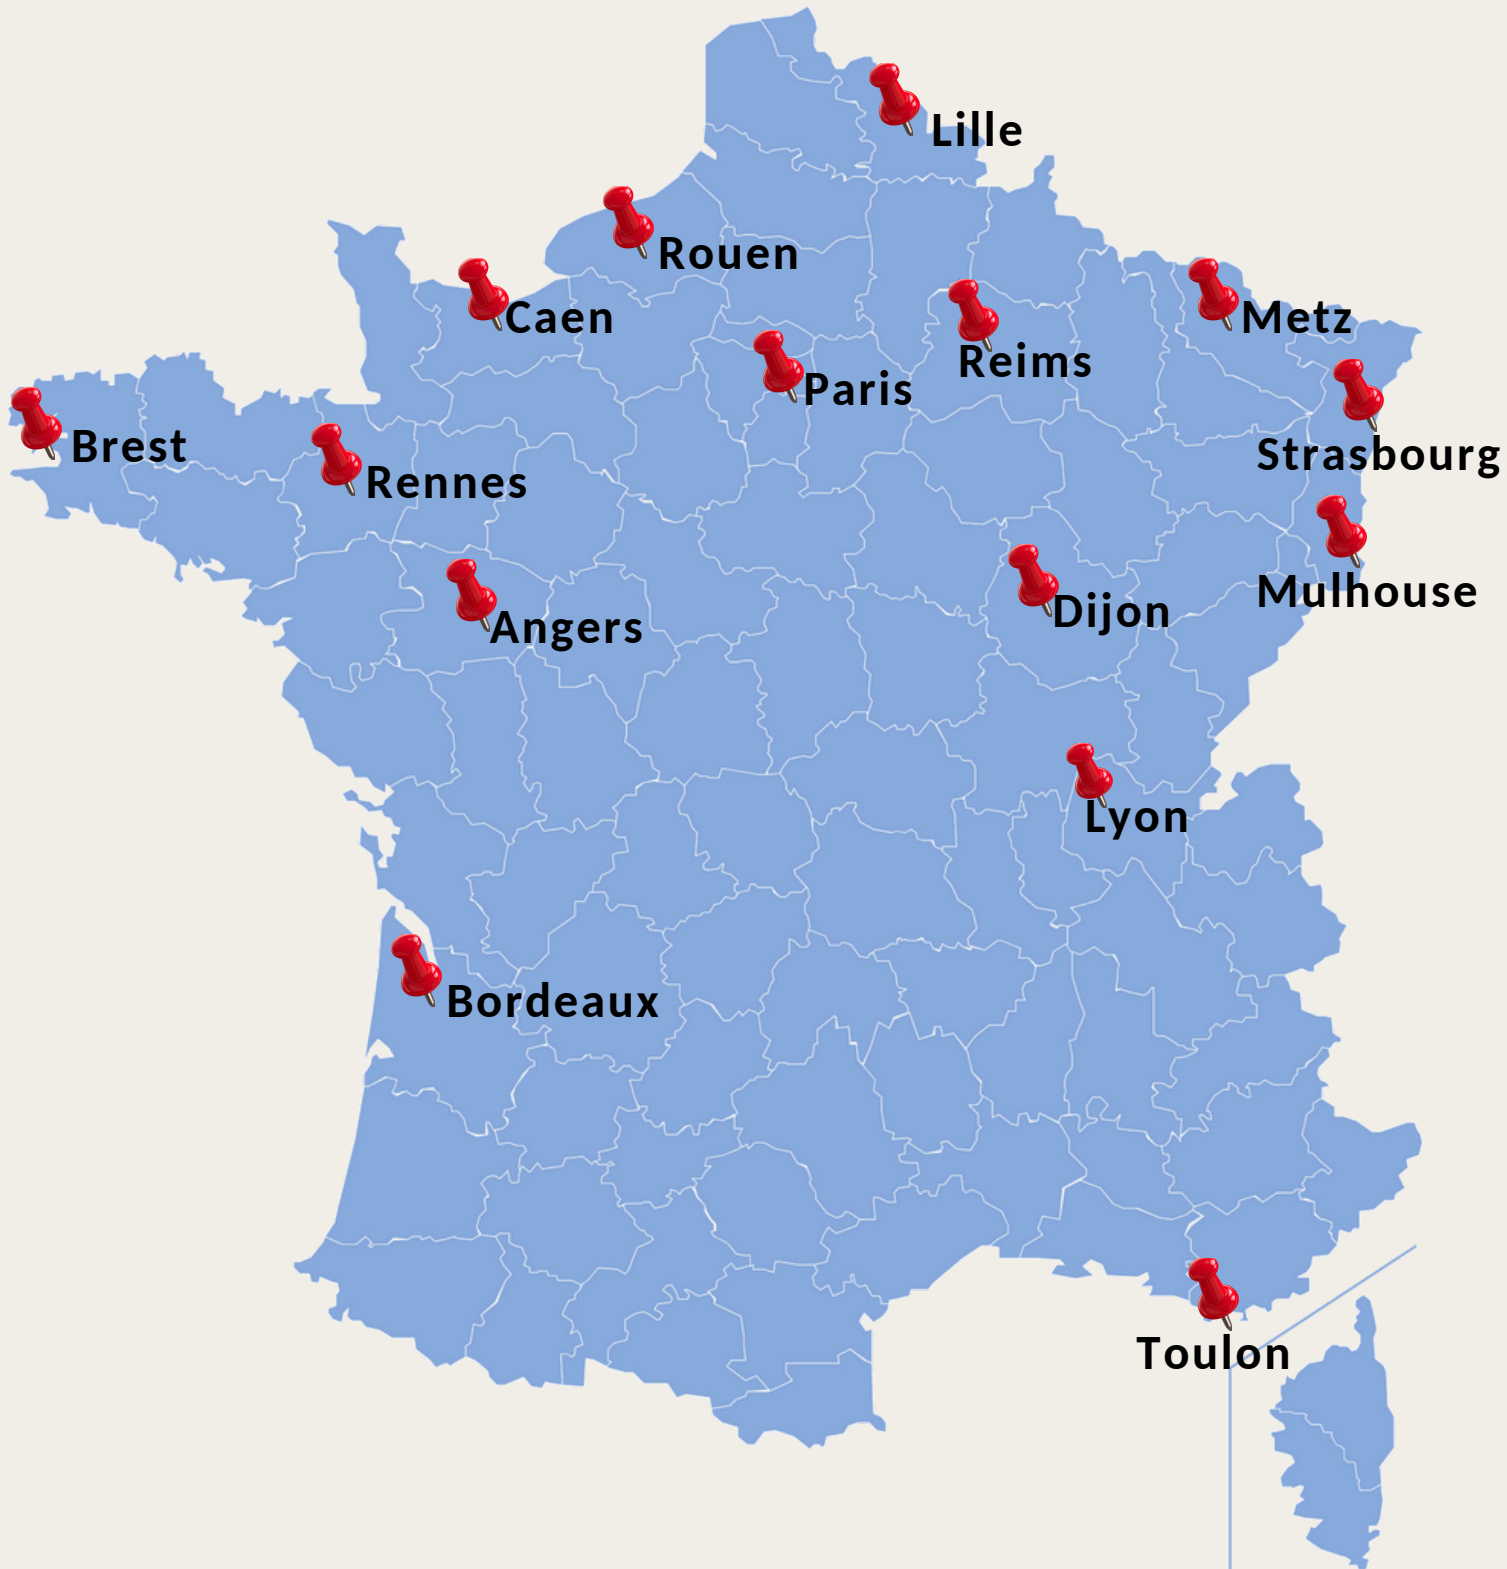 Lille
Rouen
Caen
Metz
Reims
Paris
Brest
Strasbourg
Rennes
Mulhouse
Dijon
Angers
Lyon
Bordeaux
Toulon